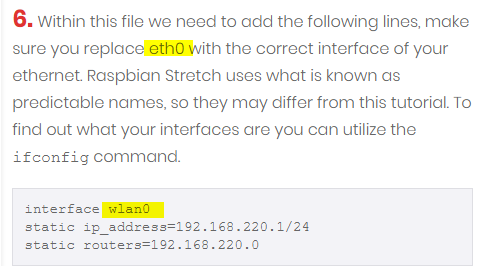 6. Within this file we need to add the following lines, make
sure you replace eth0 with the correct interface of your
ethernet. Raspbian Stretch uses what is known as
predictable names, so they may differ from this tutorial. To
find out what your interfaces are you can utilize the
ifconfig command.
interface wlan0
static ip_address=192.168.220.1/24
static routers=192.168.220.0